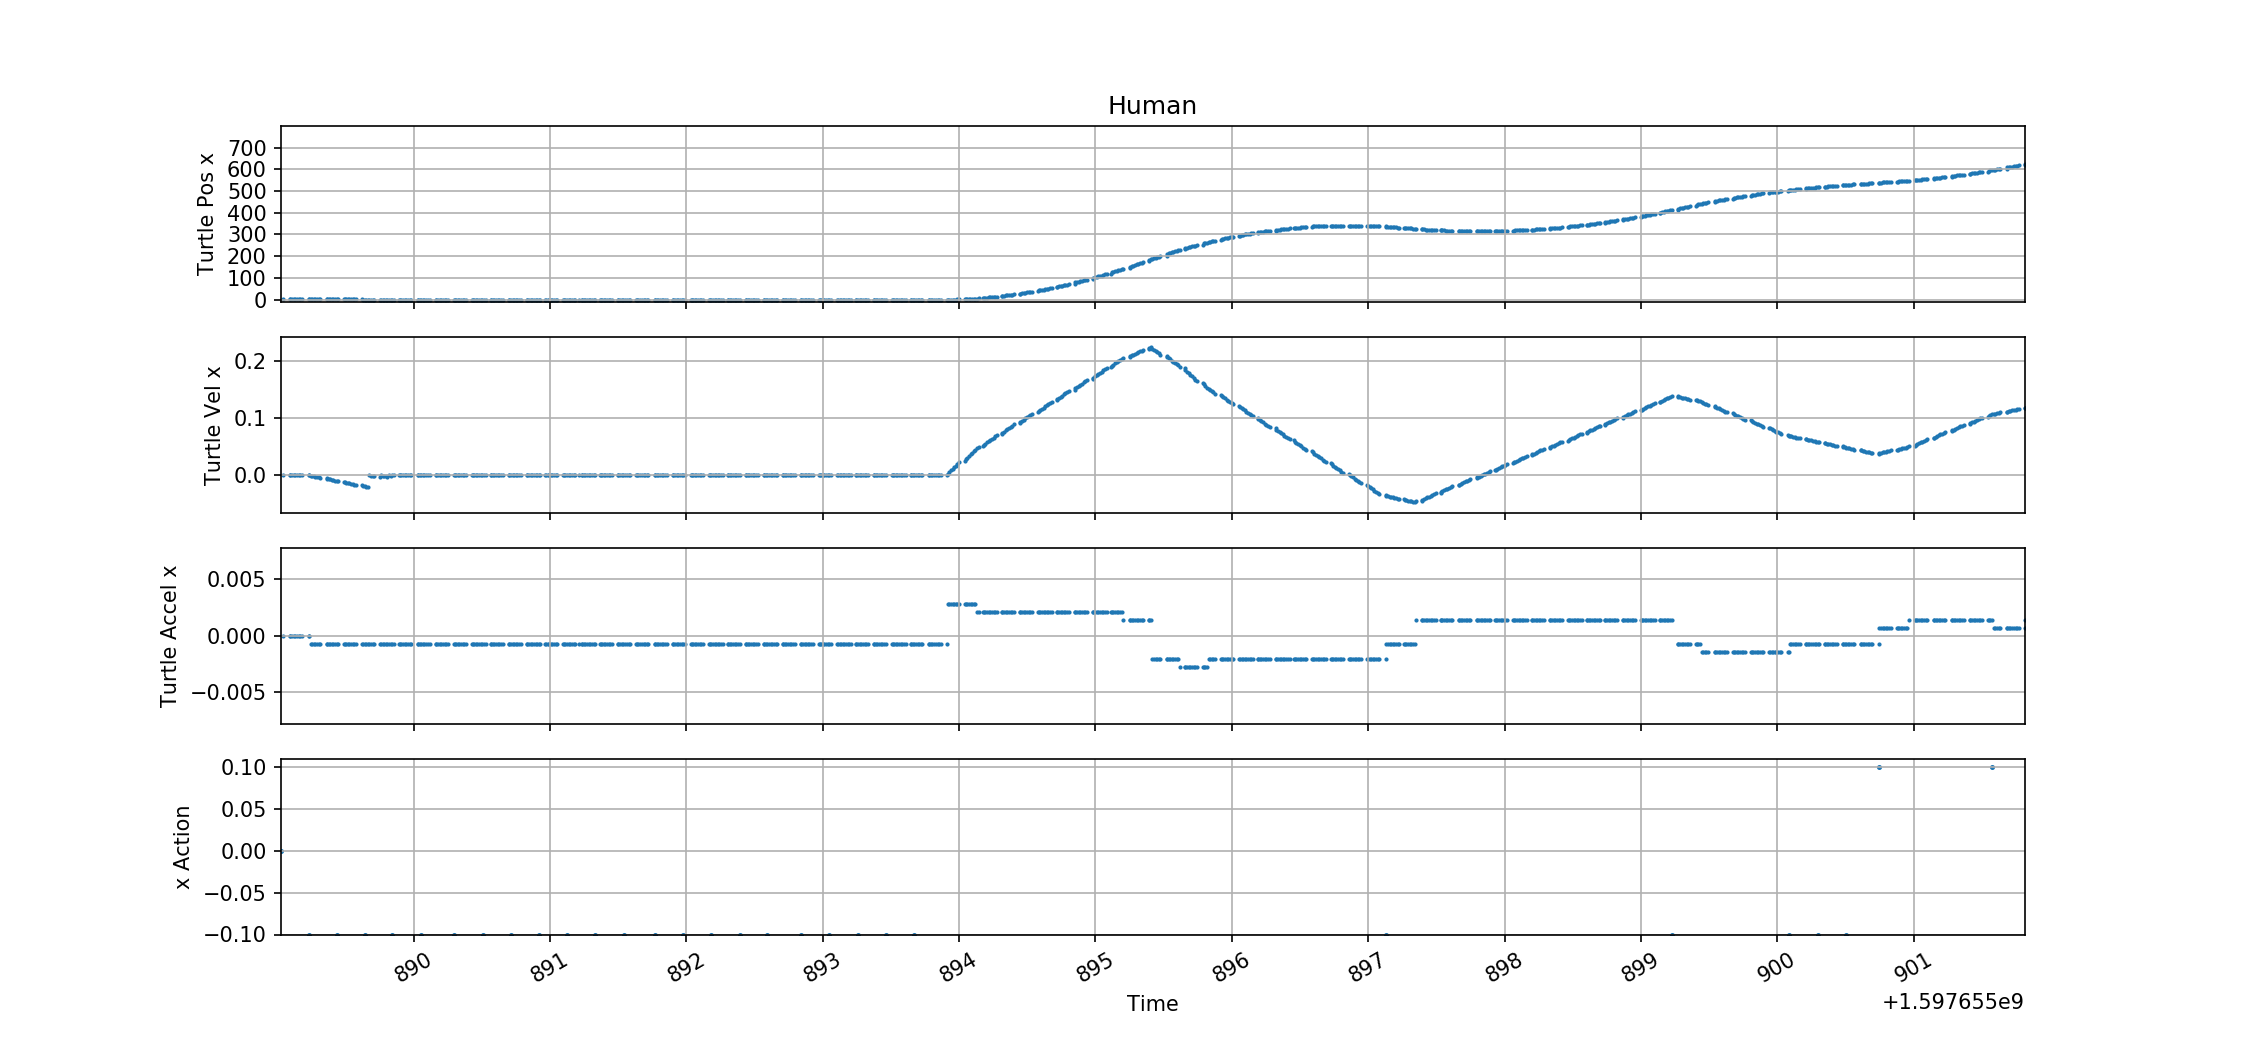 Human
Turtle Pos x
700
600
500
400
300
200
100
0
Turtle Vel x
0.2
0.1
0.0
Turtle Accel x
0.005
0.000
−0.005
x Action
0.10
0.05
0.00
−0.05
−0.10
890 891 892 893 894 895 896 897 898 899 900 901
Time
+1.597655e9